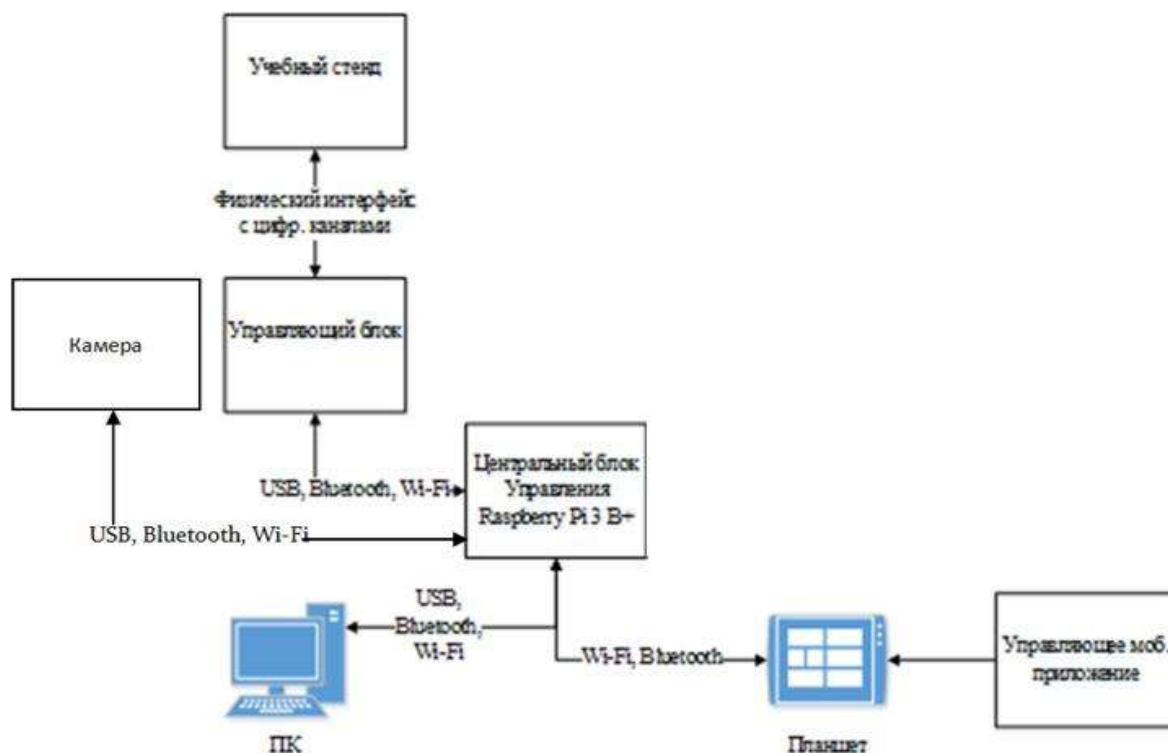 Учебный стенд
Физический интерфейс
с цифр. каналами
Управляющий блок
Камера
Центральный блок
Управления
Raspberry Pi 3 B+
USB, Bluetooth, Wi-Fi
USB, Bluetooth, Wi-Fi
USB,
Bluetooth,
Wi-Fi
Wi-Fi, Bluetooth
Управляющее моб.
приложение
ПК
Планшет